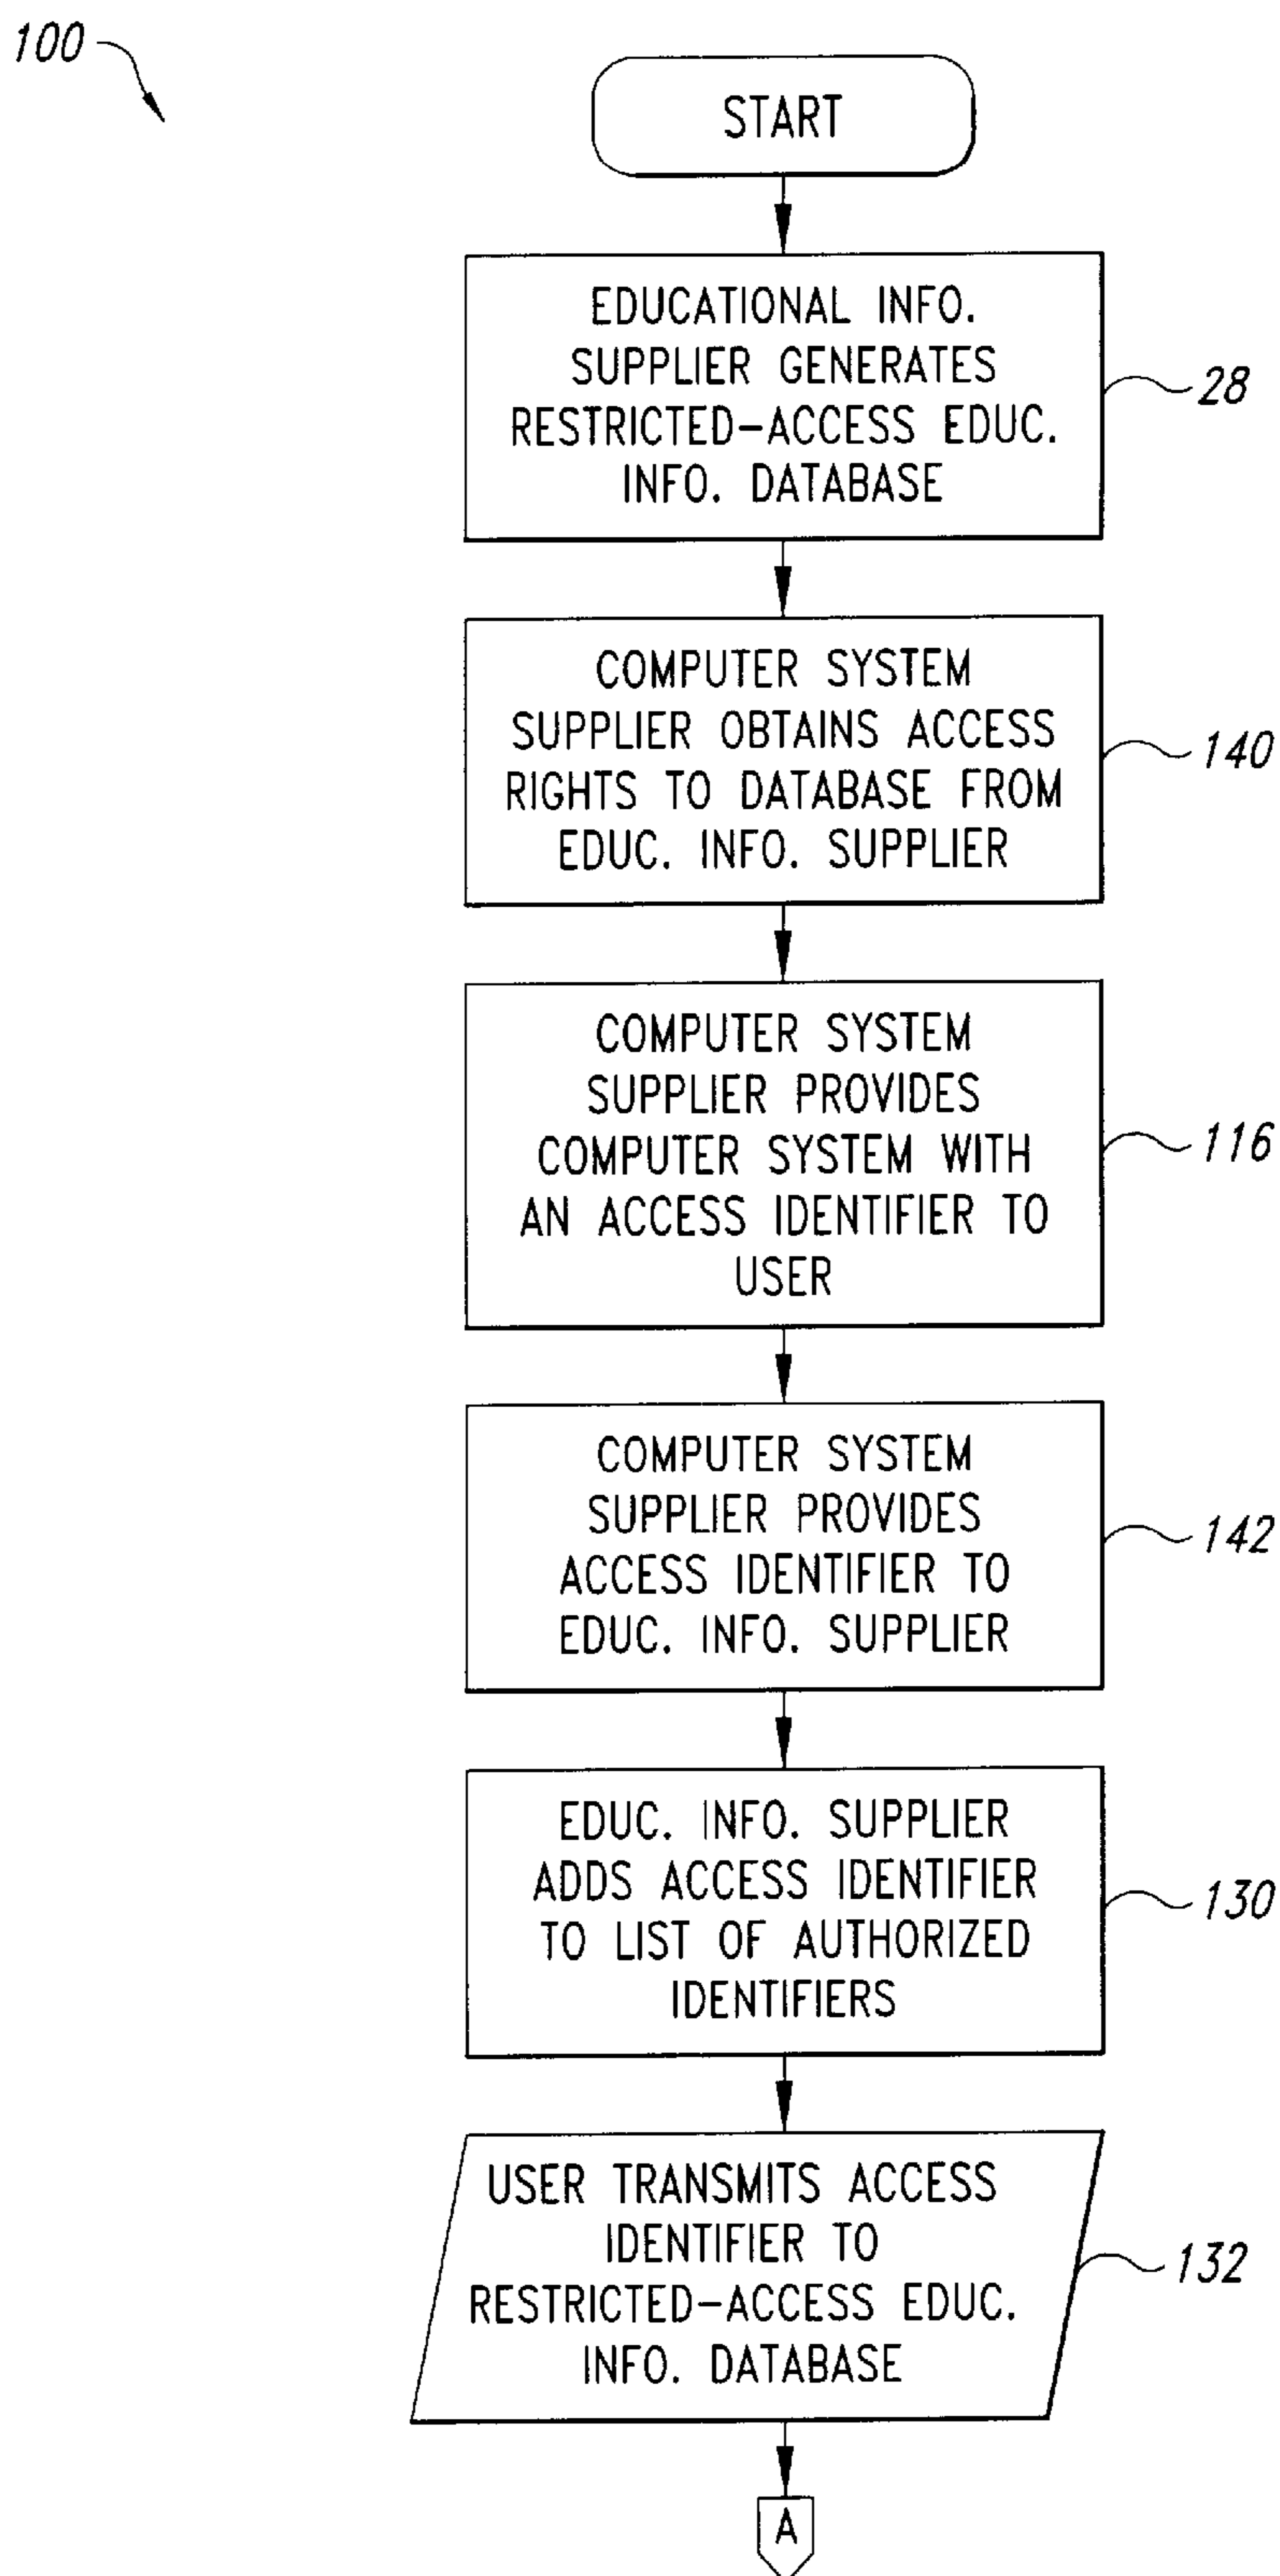 100
START
EDUCATIONAL INFO.
SUPPLIER GENERATES
RESTRICTED-ACCESS EDUC.
INFO. DATABASE
28
COMPUTER SYSTEM
SUPPLIER OBTAINS ACCESS
RIGHTS TO DATABASE FROM
EDUC. INFO. SUPPLIER
140
COMPUTER SYSTEM
SUPPLIER PROVIDES
COMPUTER SYSTEM WITH
AN ACCESS IDENTIFIER TO
USER
116
COMPUTER SYSTEM
SUPPLIER PROVIDES
ACCESS IDENTIFIER TO
EDUC. INFO. SUPPLIER
142
EDUC. INFO. SUPPLIER
ADDS ACCESS IDENTIFIER
TO LIST OF AUTHORIZED
IDENTIFIERS
130
USER TRANSMITS ACCESS
IDENTIFIER TO
RESTRICTED-ACCESS EDUC.
INFO. DATABASE
132
A